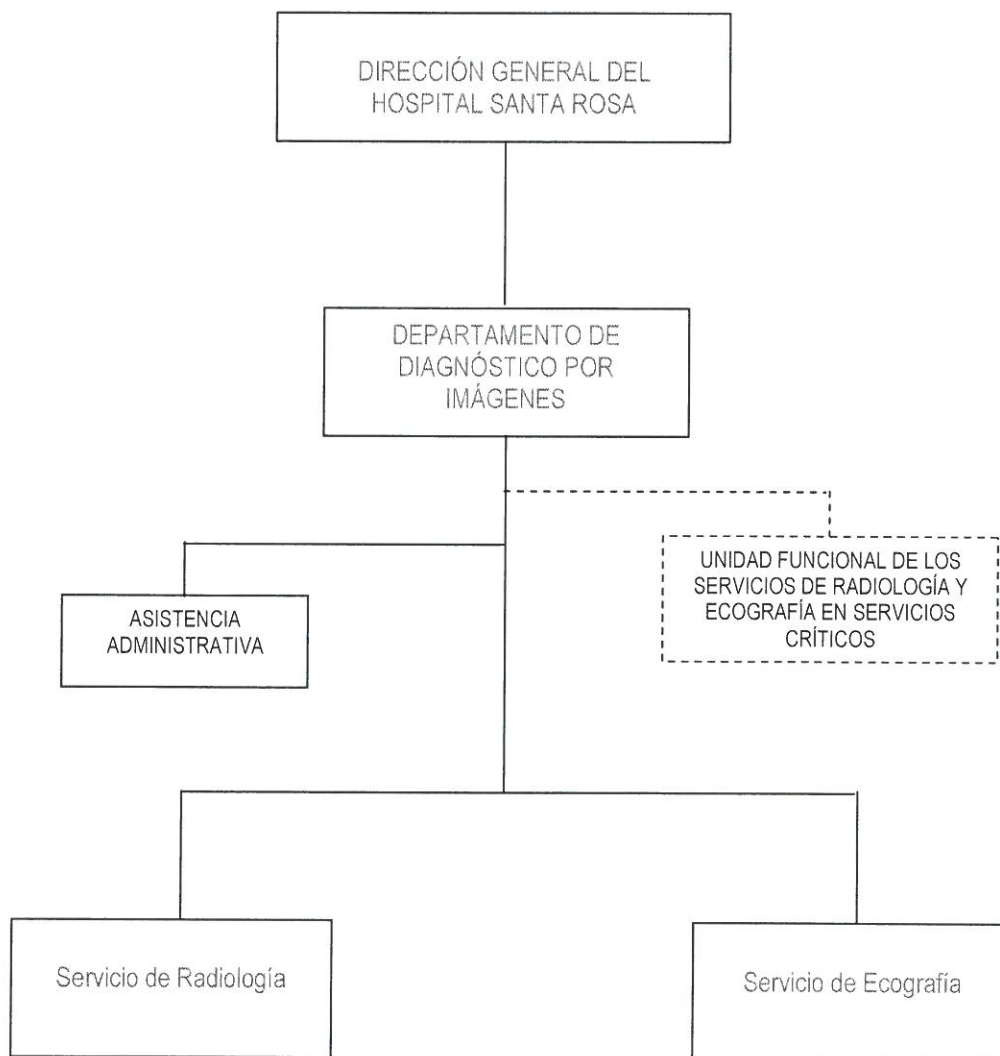 DIRECCIÓN GENERAL DEL
HOSPITAL SANTA ROSA
DEPARTAMENTO DE
DIAGNÓSTICO POR
IMÁGENES
UNIDAD FUNCIONAL DE LOS
SERVICIOS DE RADIOLOGÍA Y
ECOGRAFÍA EN SERVICIOS
CRÍTICOS
ASISTENCIA
ADMINISTRATIVA
Servicio de Radiología
Servicio de Ecografía